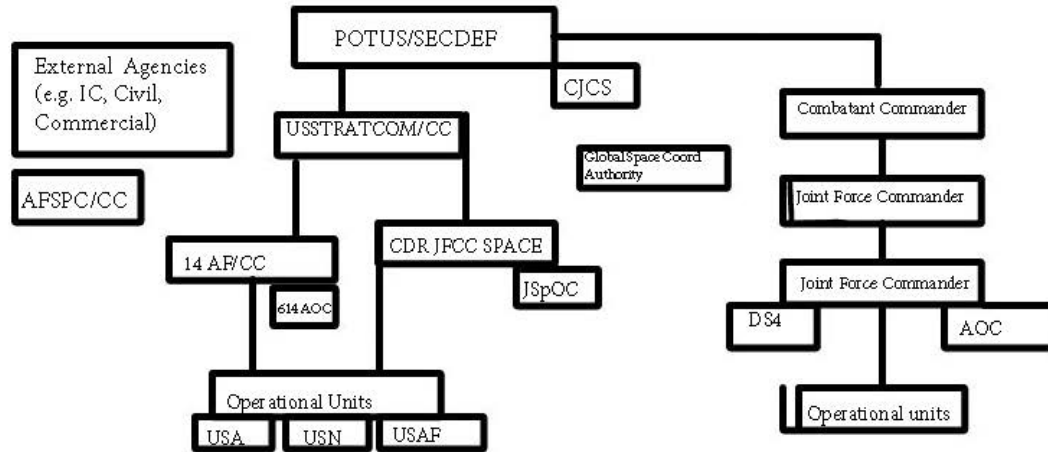 POTUS/SECDEF
External Agencies
(e.g. IC, Civil,
Commercial)
CJCS
Combatant Commander
USSTRATCOM/CC
GlobalSpace Coord
Authority
AFSPC/CC
Joint Force Commander
14 AF/CC
CDR JFCC SPACE
614 AOC
JSpOC
Joint Force Commander
DS4
AOC
Operational Units
USA
USN
USAF
Operational units